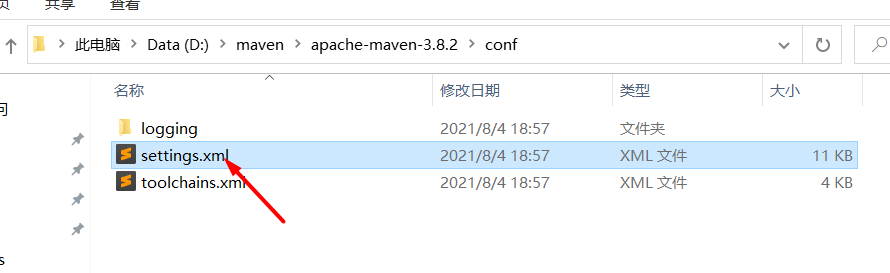 共享 查看
此电脑 > Data (D:) > maven > apache-maven-3.8.2 > conf
名称 修改日期 类型 大小
问
logging 2021/8/4 18:57 文件夹
settings.xml 2021/8/4 18:57 XML 文件 11 KB
toolchains.xml 2021/8/4 18:57 XML 文件 4 KB
s